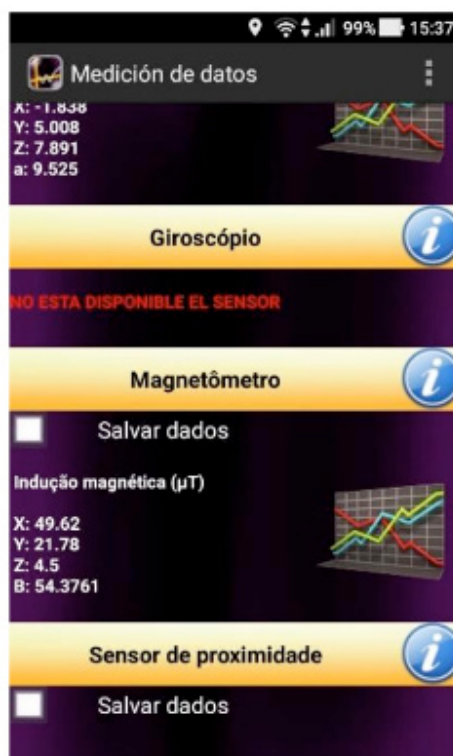 99% 15:37
Medición de datos
X: -1.838
Y: 5.008
Z: 7.891
a: 9.525
Giroscópio
NO ESTA DISPONIBLE EL SENSOR
Magnetômetro
Salvar dados
Indução magnética (µT)
X: 49.62
Y: 21.78
Z: 4.5
B: 54.3761
Sensor de proximidade
Salvar dados